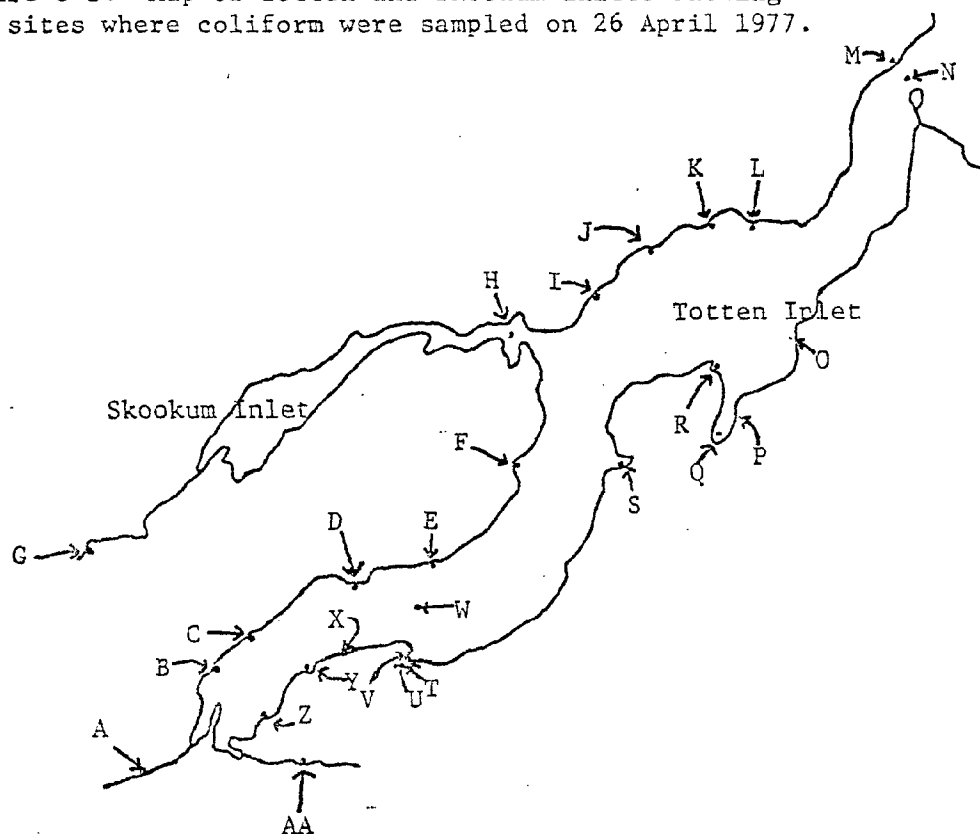 sites where coliform were sampled on 26 April 1977.
M
N
K
L
J
I
H
Totten Inlet
O
Skookum Inlet
R
F
P
Q
S
G
D
E
W
X
C
B
Y
V
U
T
Z
A
AA